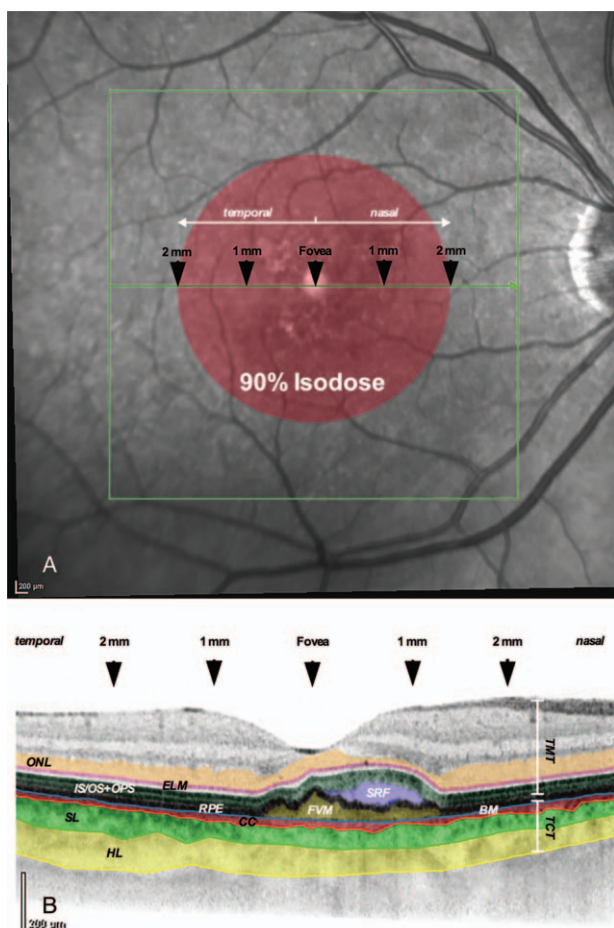 temporal nasal
2 mm 1 mm Fovea 1 mm 2 mm
90% Isodose
A
200 µm
temporal 2 mm 1 mm Fovea 1 mm 2 mm nasal
TMT
ONL
ELM
IS/OS+OPS
SRF
RPE
FVM
BM
SL
CC
TCT
HL
B
200 µm